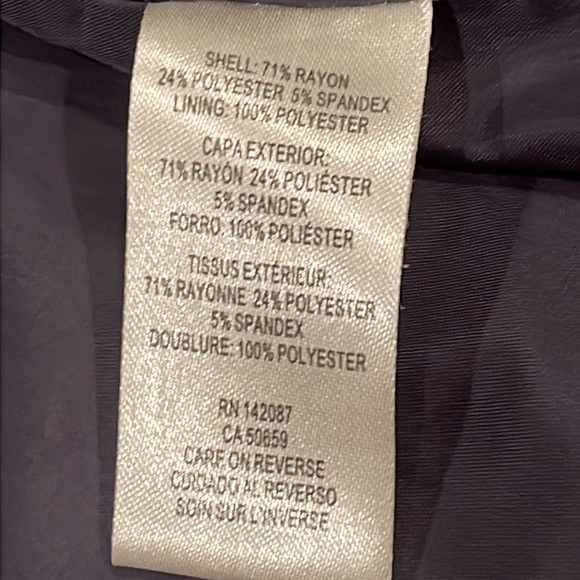 SHELL: 71% RAYON
24% POLYESTER 5% SPANDEX
LINING: 100% POLYESTER
CAPA EXTERIOR:
71% RAYÓN 24% POLIÉSTER
5% SPANDEX
FORRO: 100% POLIÉSTER
TISSUS EXTÉRIEUR:
71% RAYONNE 24% POLYESTER
5% SPANDEX
DOUBLURE: 100% POLYESTER
RN 142087
CA 50659
CARE ON REVERSE
CUIDADO AL REVERSO
SOIN SUR L'INVERSE